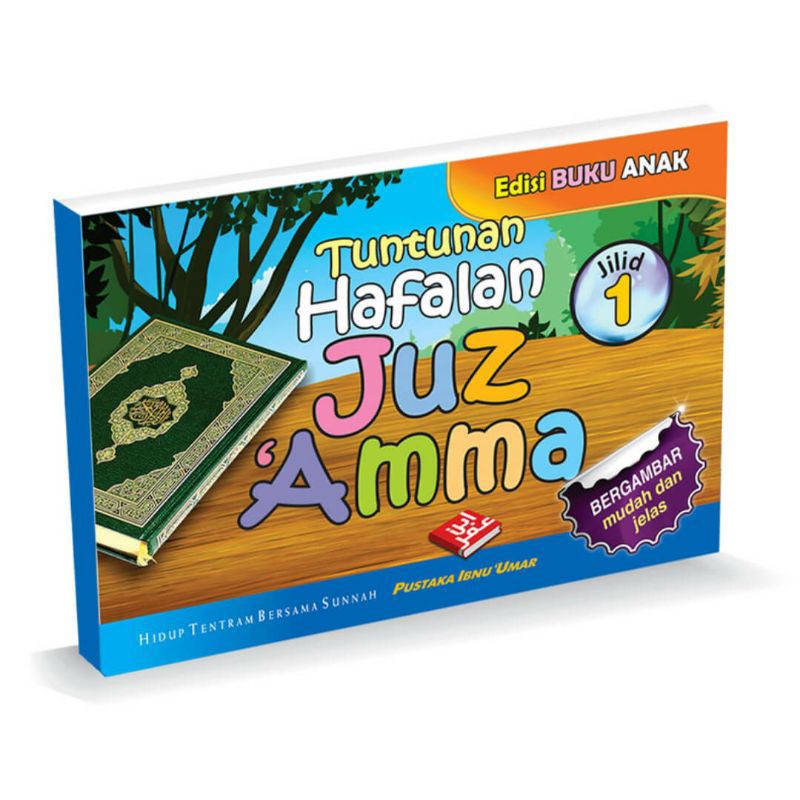 Edisi BUKU ANAK
Tuntunan
Hafalan
Juz
'Amma
Jilid
1
BERGAMBAR
mudah dan
jelas
HIDUP TENTRAM BERSAMA SUNNAH
PUSTAKA IBNU 'UMAR